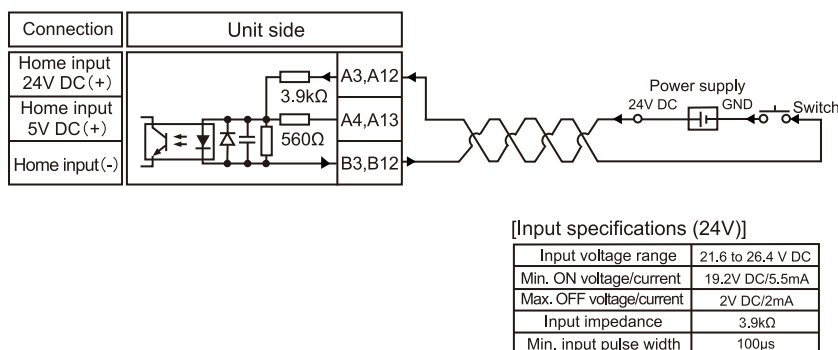 Connection Unit side
Home input
24V DC(+)
A3,A12
3.9kΩ
Home input
5V DC(+)
A4,A13
560Ω
Home input(-)
B3,B12
Power supply
24V DC GND
Switch
[Input specifications (24V)]
Input voltage range 21.6 to 26.4 V DC
Min. ON voltage/current 19.2V DC/5.5mA
Max. OFF voltage/current 2V DC/2mA
Input impedance 3.9kΩ
Min. input pulse width 100μs